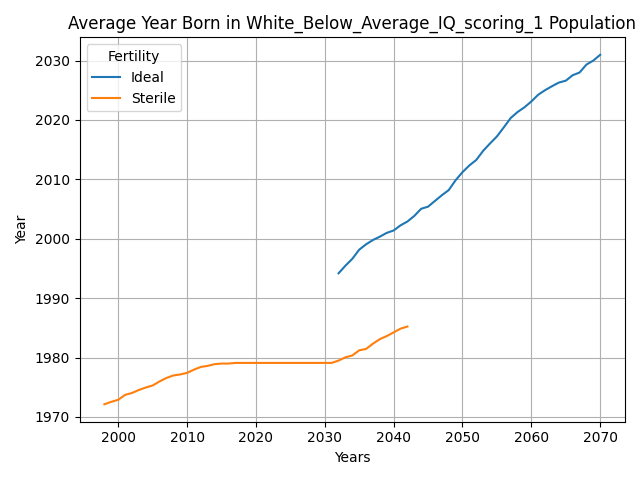 Average Year Born in White_Below_Average_IQ_scoring_1 Population
Fertility
Ideal
Sterile
Year
2030
2020
2010
2000
1990
1980
1970
2000 2010 2020 2030 2040 2050 2060 2070
Years